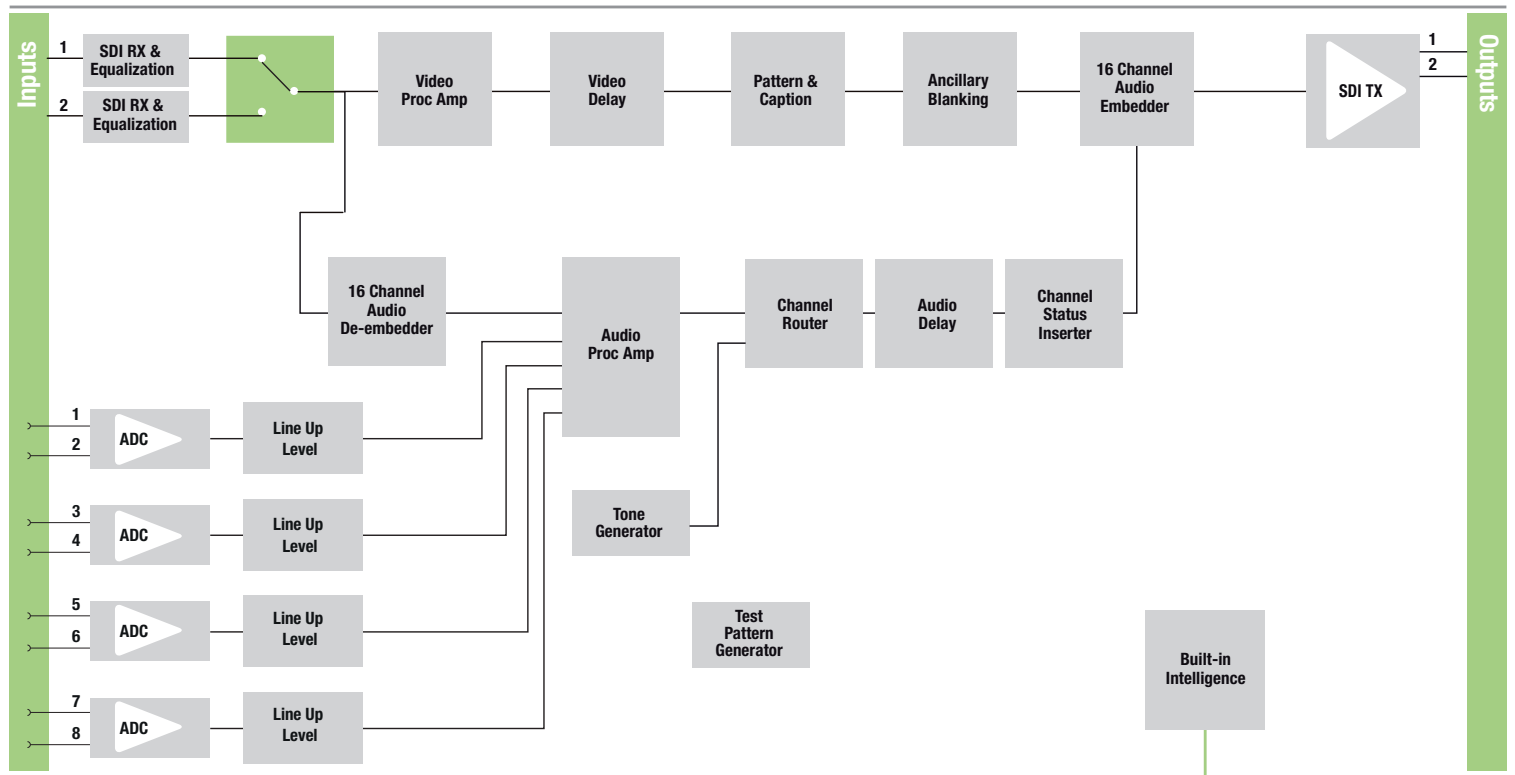 Inputs
1
SDI RX &
Equalization
2
SDI RX &
Equalization
Video
Proc Amp
Video
Delay
Pattern &
Caption
Ancillary
Blanking
16 Channel
Audio
Embedder
SDI TX
1
2
Outputs
16 Channel
Audio
De-embedder
Audio
Proc Amp
Channel
Router
Audio
Delay
Channel
Status
Inserter
1
2
ADC
Line Up
Level
3
4
ADC
Line Up
Level
Tone
Generator
5
6
ADC
Line Up
Level
Test
Pattern
Generator
Built-in
Intelligence
7
8
ADC
Line Up
Level